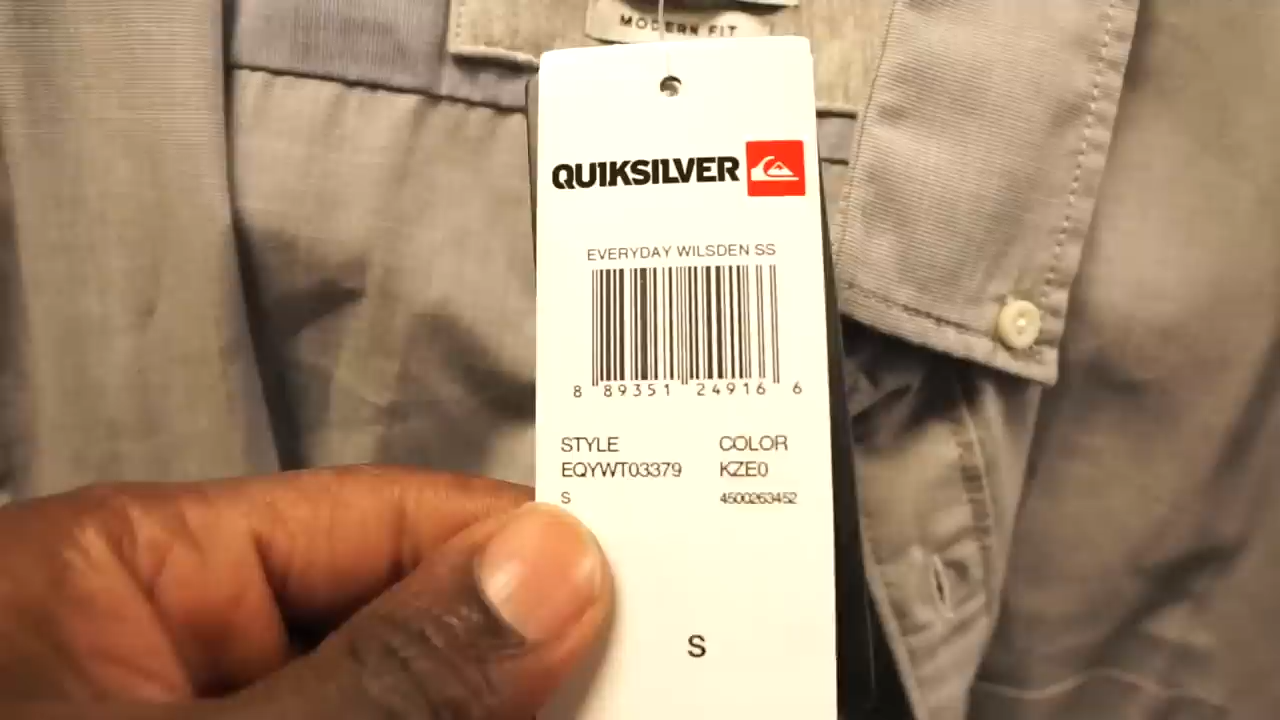 MODERN FIT
QUIKSILVER
EVERYDAY WILSDEN SS
8 89351 24916 6
STYLE COLOR
EQYWT03379 KZE0
S 4500263452
S